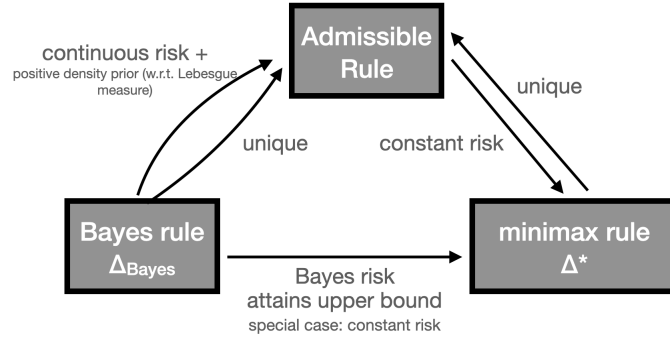 Admissible
Rule
continuous risk +
positive density prior (w.r.t. Lebesgue
measure)
unique
constant risk
unique
Bayes rule
Δ_Bayes
minimax rule
Δ*
Bayes risk
attains upper bound
special case: constant risk